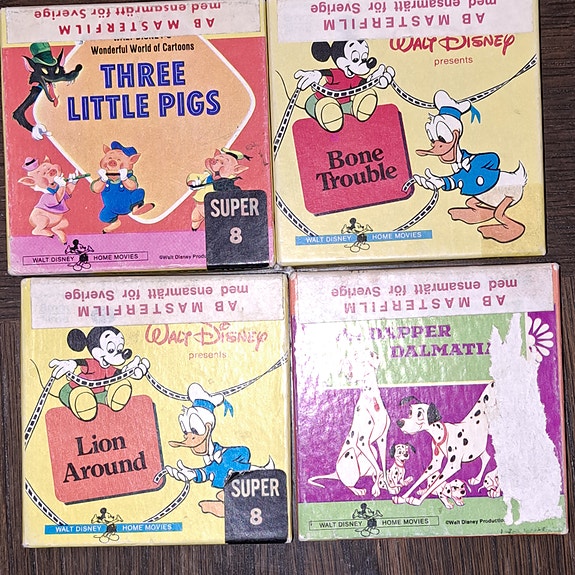 AB MASTERFILM
med ensamrätt för Sverige
WALT DISNEY'S
Wonderful World of Cartoons
THREE
LITTLE PIGS
SUPER
8
WALT DISNEY HOME MOVIES
©Walt Disney Produc
AB MASTERFILM
med ensamrätt för Sverige
WALT DISNEY
presents
Bone
Trouble
WALT DISNEY HOME MOVIES
AB MASTERFILM
med ensamrätt för Sverige
WALT DISNEY
presents
Lion
Around
SUPER
8
WALT DISNEY HOME MOVIES
AB MASTERFILM
med ensamrätt för Sverige
DAPPER
DALMATI
WALT DISNEY HOME MOVIES
©Walt Disney Productio